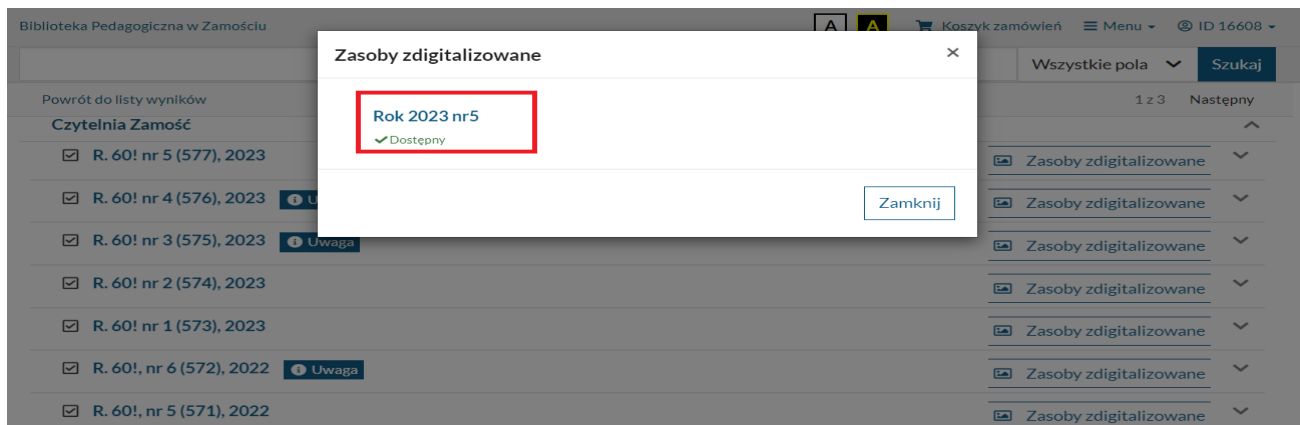 Biblioteka Pedagogiczna w Zamościu A A Koszyk zamówień Menu ID 16608
Zasoby zdigitalizowane ×
Wszystkie pola Szukaj
Powrót do listy wyników 1 z 3 Następny
Rok 2023 nr5
Dostępny
Czytelnia Zamość
R. 60! nr 5 (577), 2023 Zasoby zdigitalizowane
R. 60! nr 4 (576), 2023 Zasoby zdigitalizowane
Zamknij
R. 60! nr 3 (575), 2023 Uwaga Zasoby zdigitalizowane
R. 60! nr 2 (574), 2023 Zasoby zdigitalizowane
R. 60! nr 1 (573), 2023 Zasoby zdigitalizowane
R. 60!, nr 6 (572), 2022 Uwaga Zasoby zdigitalizowane
R. 60!, nr 5 (571), 2022 Zasoby zdigitalizowane